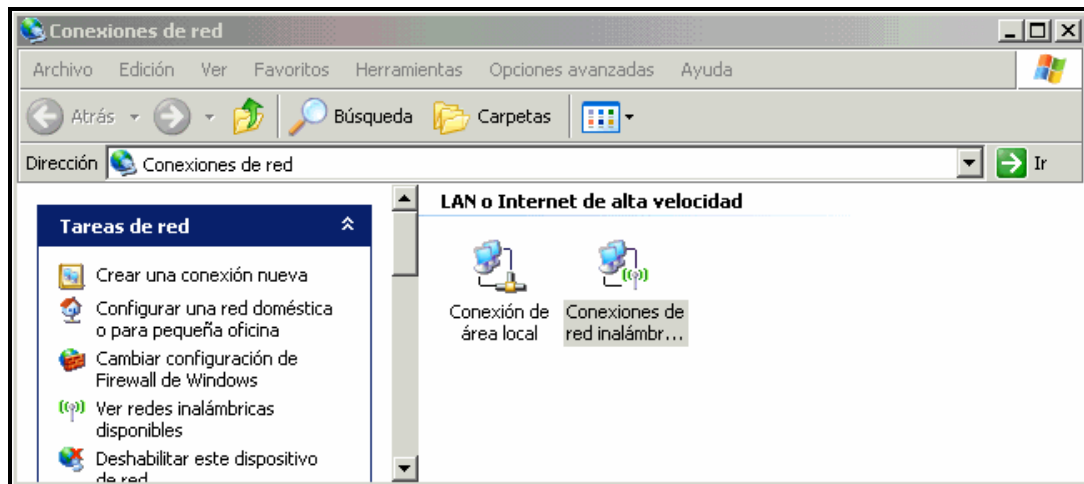 Conexiones de red
Archivo Edición Ver Favoritos Herramientas Opciones avanzadas Ayuda
Atrás Búsqueda Carpetas
Dirección Conexiones de red Ir
Tareas de red
Crear una conexión nueva
Configurar una red doméstica
o para pequeña oficina
Cambiar configuración de
Firewall de Windows
Ver redes inalámbricas
disponibles
Deshabilitar este dispositivo
de red
LAN o Internet de alta velocidad
Conexión de
área local
Conexiones de
red inalámbr...